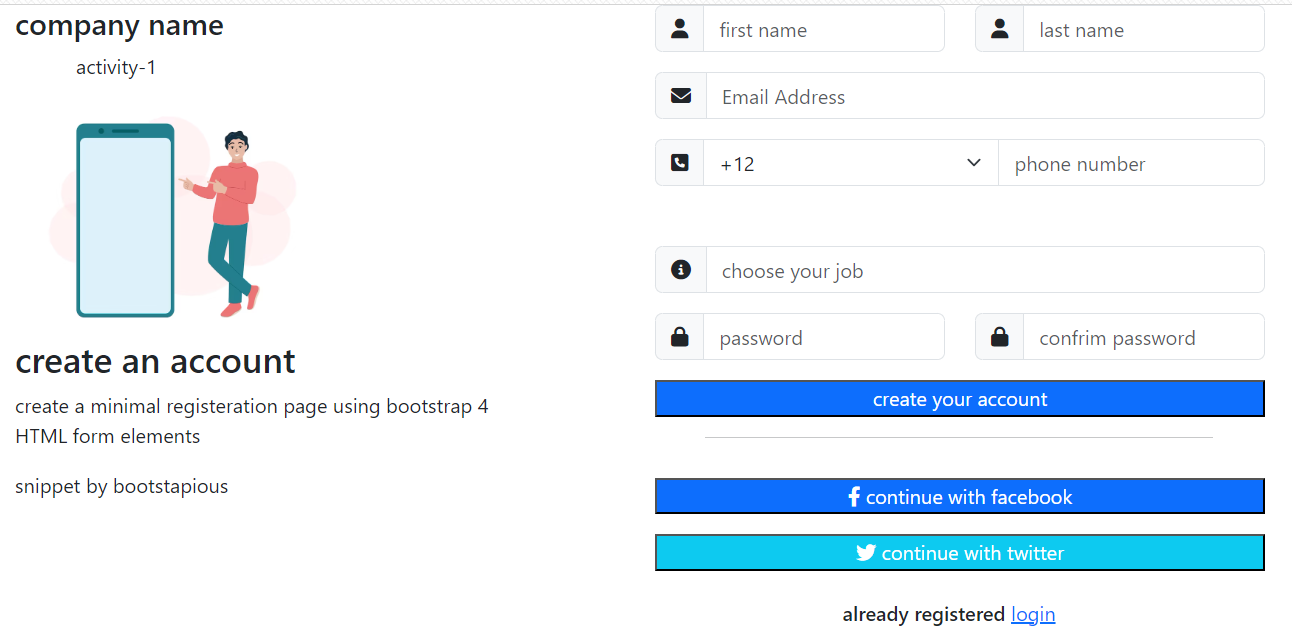 company name
activity-1
create an account
create a minimal registeration page using bootstrap 4
HTML form elements
snippet by bootstapious
first name
last name
Email Address
+12
phone number
choose your job
password
confrim password
create your account
continue with facebook
continue with twitter
already registered login